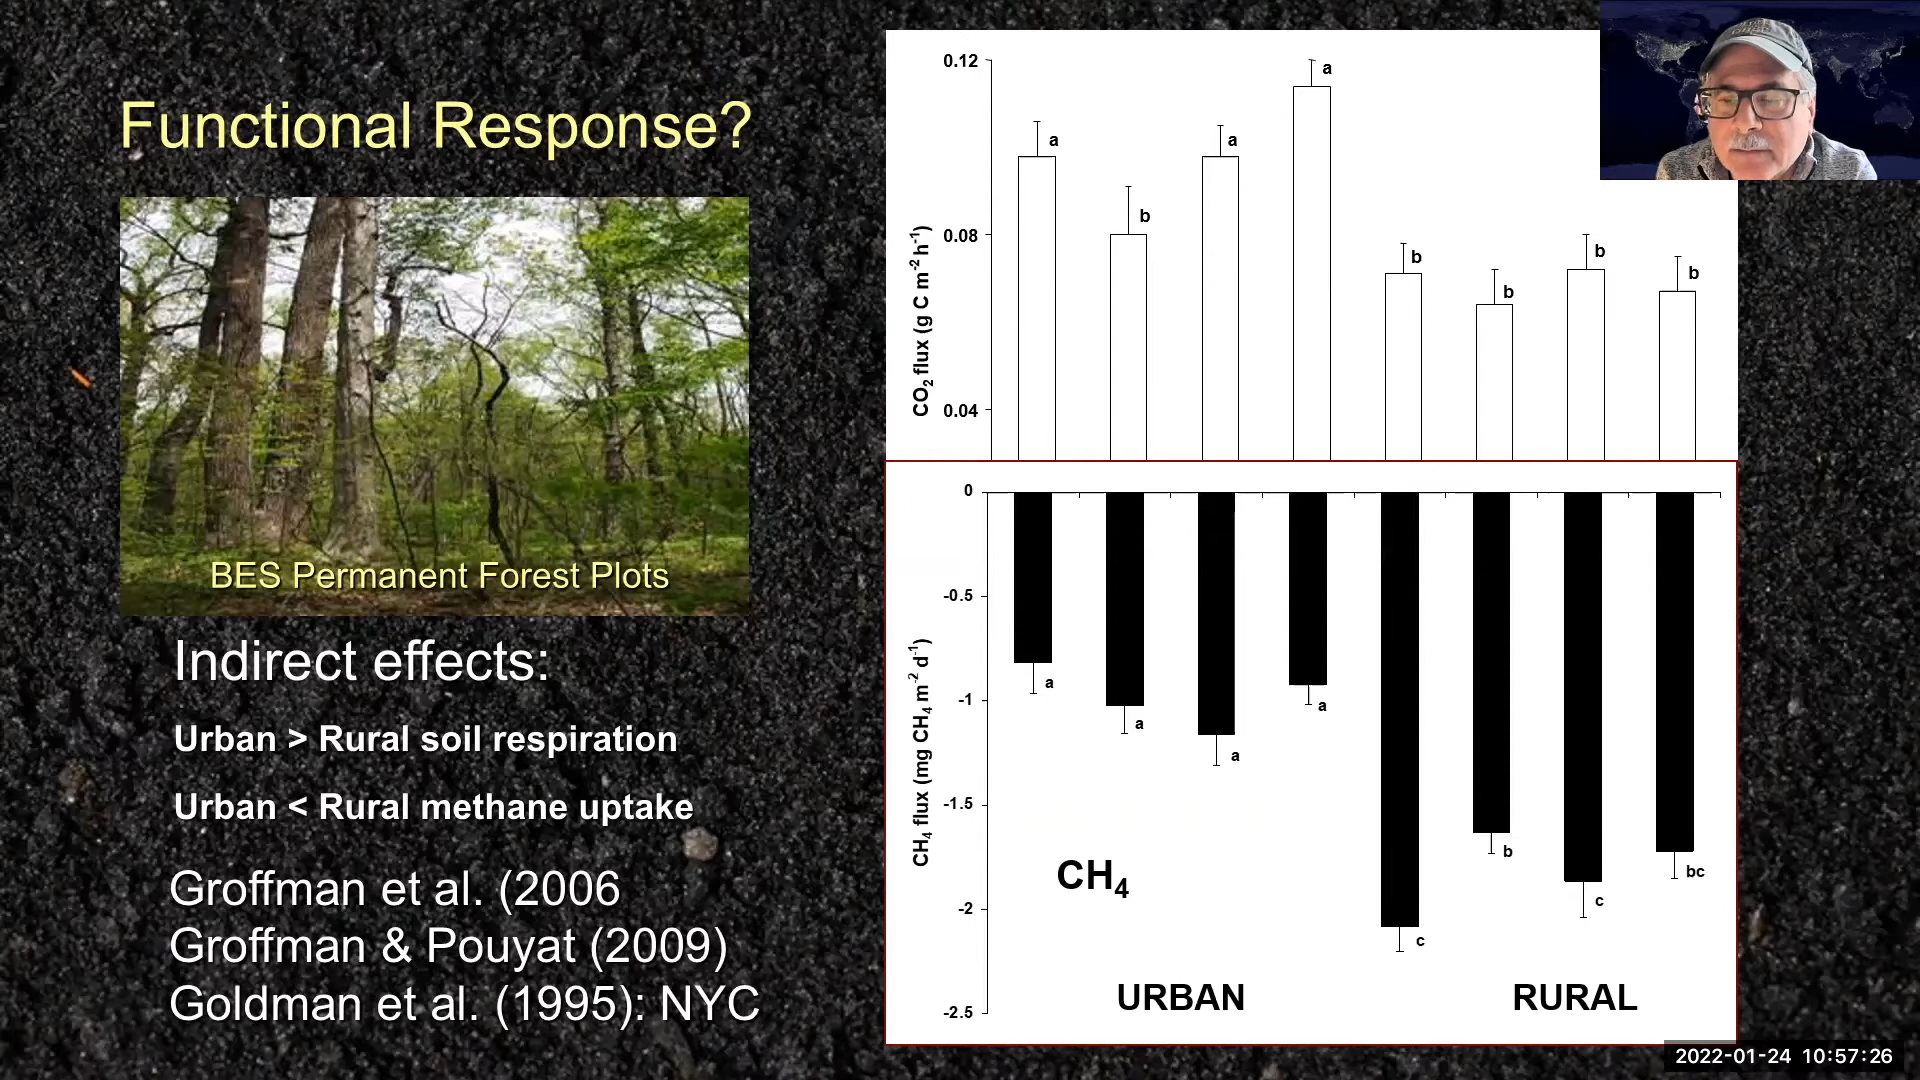 Functional Response?
BES Permanent Forest Plots
Indirect effects:
Urban > Rural soil respiration
Urban < Rural methane uptake
Groffman et al. (2006
Groffman & Pouyat (2009)
Goldman et al. (1995): NYC
CO₂ flux (g C m⁻² h⁻¹)
0.12
0.08
0.04
a
b
a
a
b
b
b
b
CH₄ flux (mg CH₄ m⁻² d⁻¹)
0
-0.5
-1
-1.5
-2
-2.5
a
a
a
a
c
b
c
bc
CH₄
URBAN
RURAL
2022-01-24 10:57:26